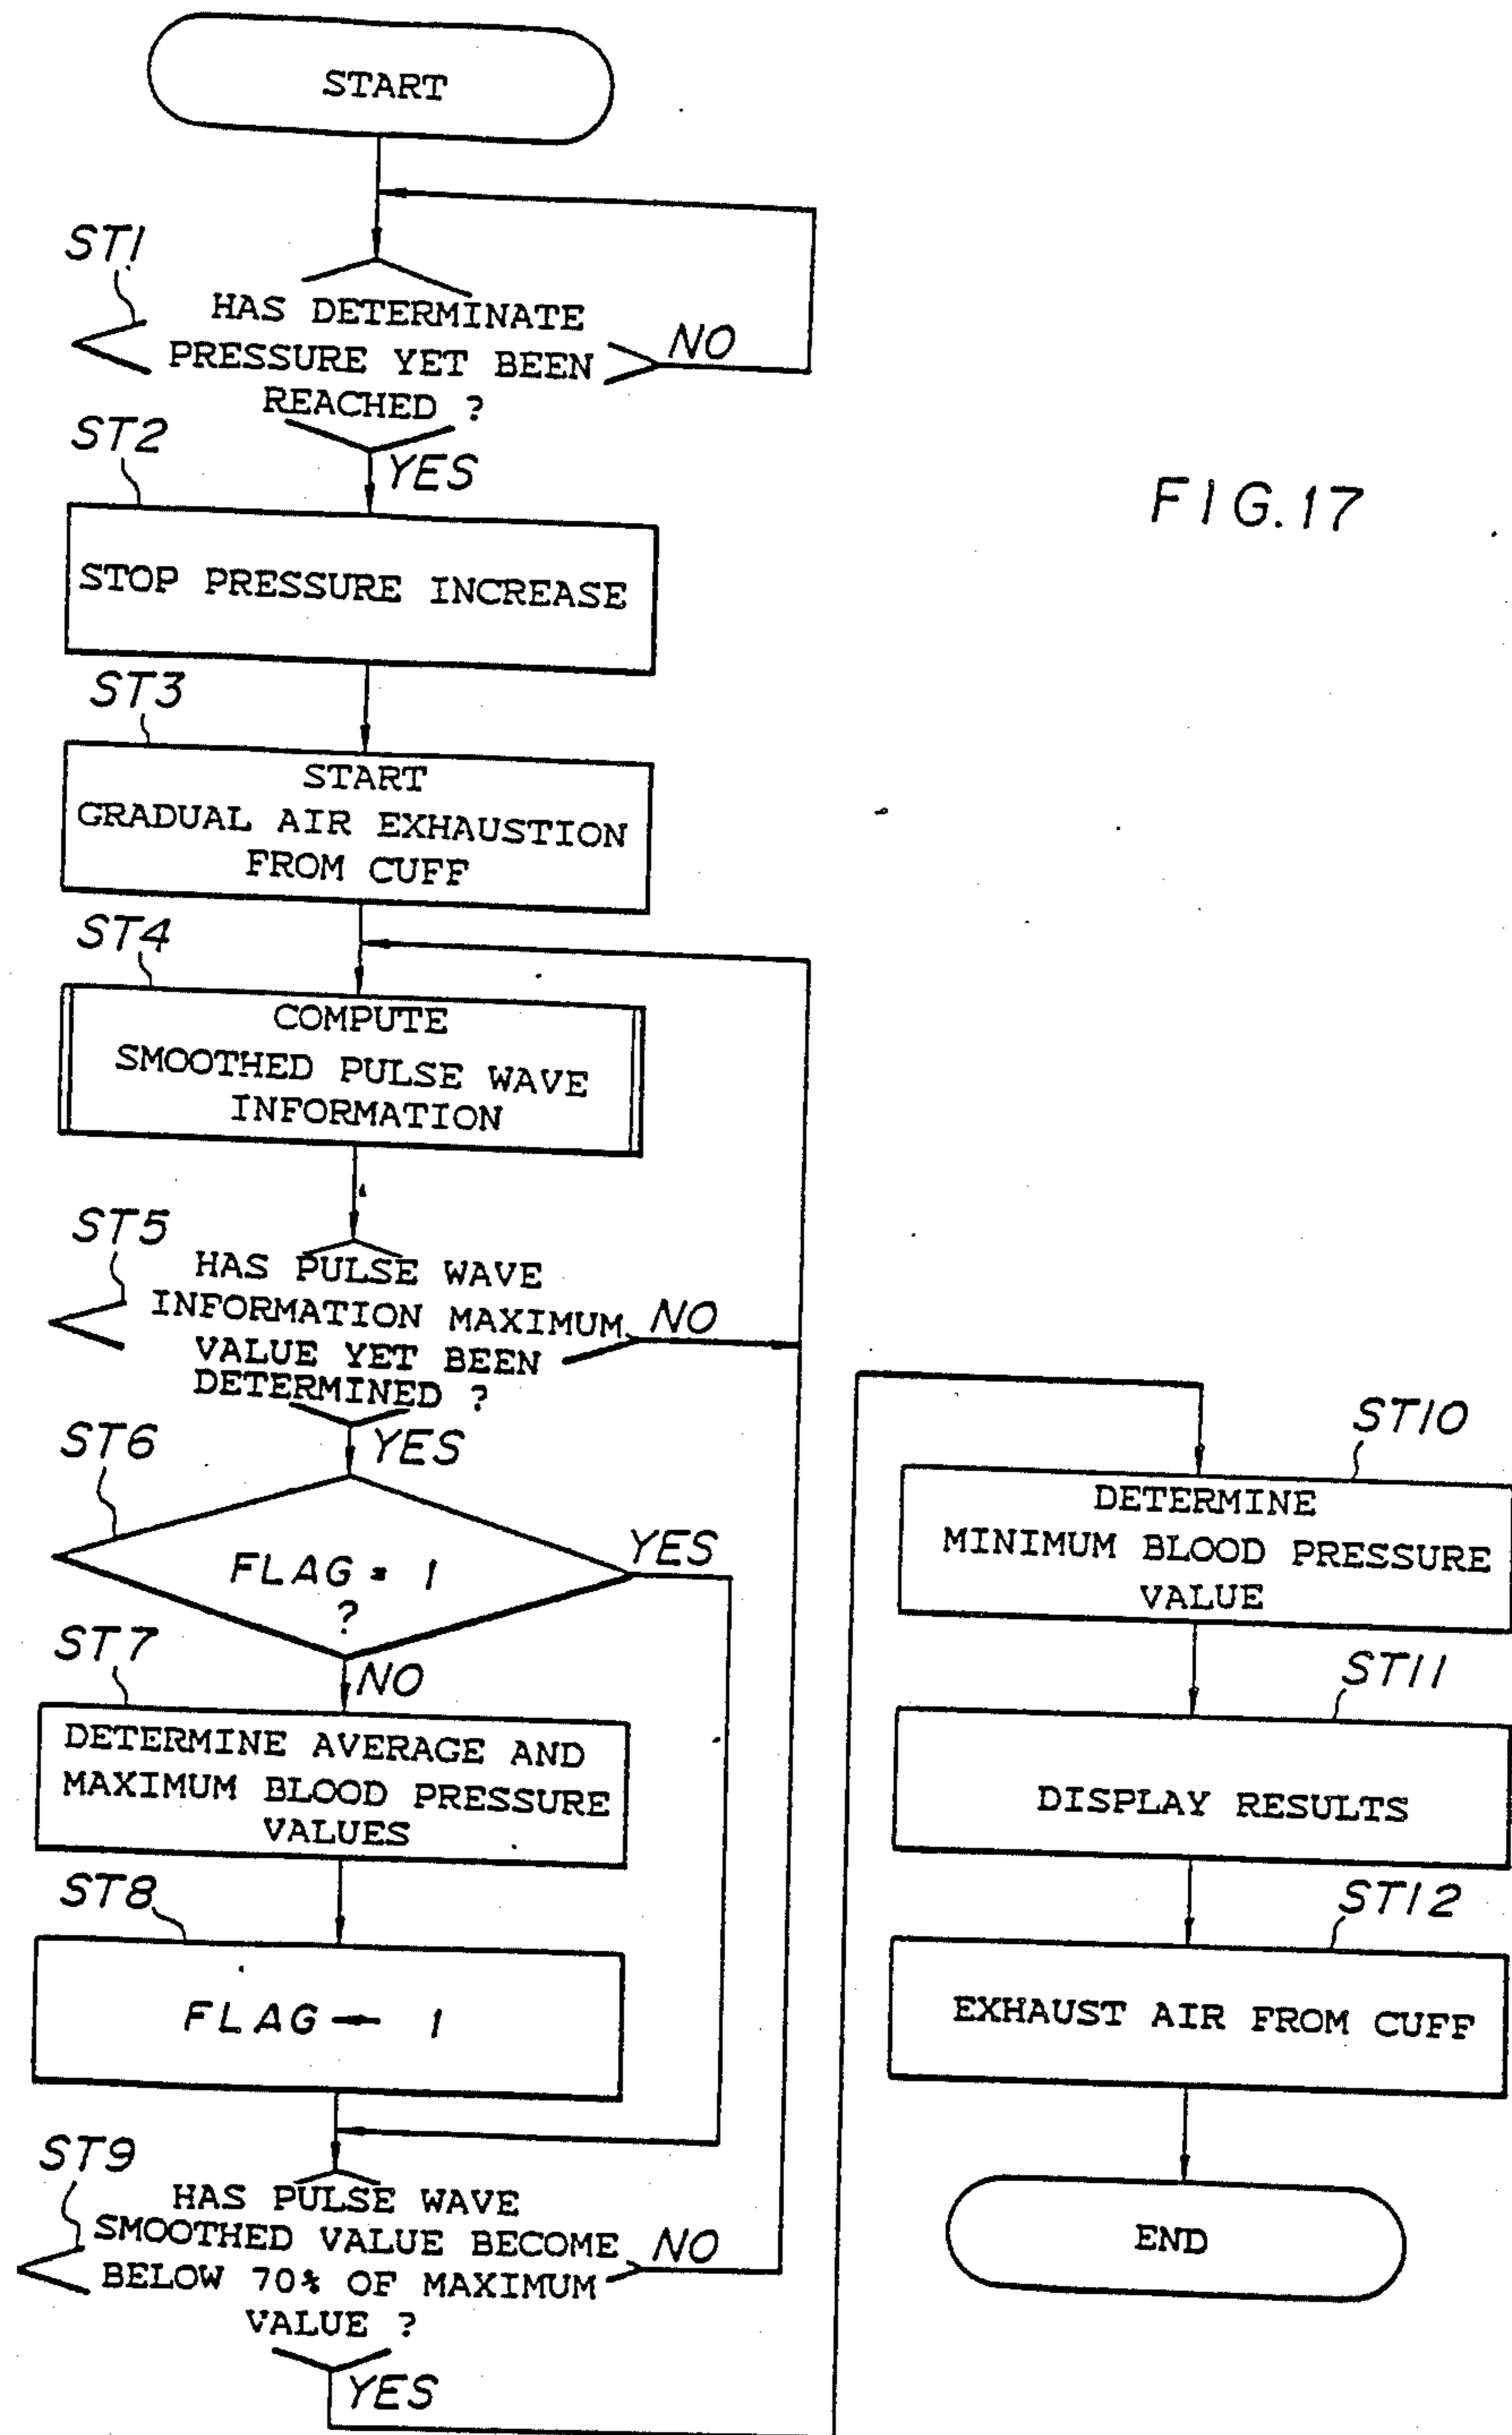 START
ST1
HAS DETERMINATE
PRESSURE YET BEEN
REACHED ?
NO
YES
ST2
STOP PRESSURE INCREASE
FIG.17
ST3
START
GRADUAL AIR EXHAUSTION
FROM CUFF
ST4
COMPUTE
SMOOTHED PULSE WAVE
INFORMATION
ST5
HAS PULSE WAVE
INFORMATION MAXIMUM
VALUE YET BEEN
DETERMINED ?
NO
YES
ST6
FLAG = 1
?
YES
NO
ST7
DETERMINE AVERAGE AND
MAXIMUM BLOOD PRESSURE
VALUES
ST8
FLAG ← 1
ST9
HAS PULSE WAVE
SMOOTHED VALUE BECOME
BELOW 70% OF MAXIMUM
VALUE ?
NO
YES
ST10
DETERMINE
MINIMUM BLOOD PRESSURE
VALUE
ST11
DISPLAY RESULTS
ST12
EXHAUST AIR FROM CUFF
END